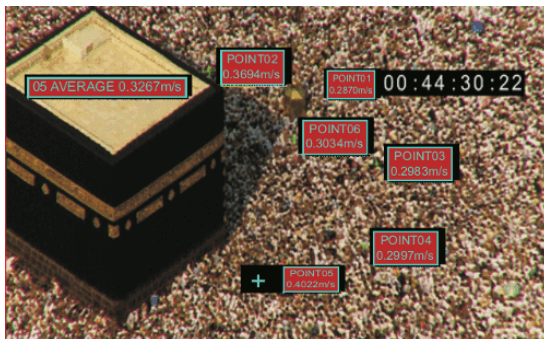 POINT02
0.3694m/s
05 AVERAGE 0.3267m/s
POINT01
0.2870m/s
00:44:30:22
POINT06
0.3034m/s
POINT03
0.2983m/s
POINT04
0.2997m/s
POINT05
0.4022m/s